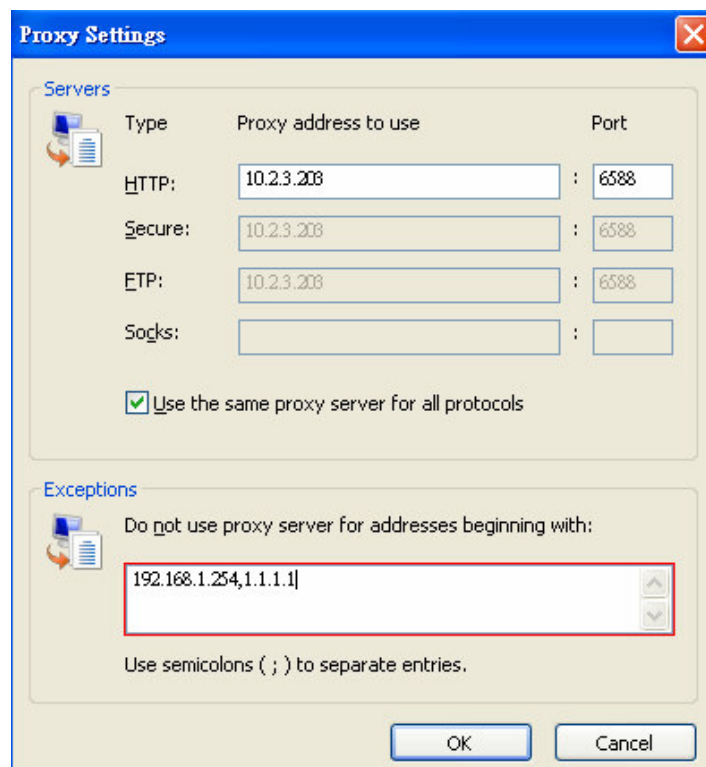 Proxy Settings
Servers
Type Proxy address to use Port
HTTP: 10.2.3.203 : 6588
Secure: 10.2.3.203 : 6588
FTP: 10.2.3.203 : 6588
Socks: :
Use the same proxy server for all protocols
Exceptions
Do not use proxy server for addresses beginning with:
192.168.1.254,1.1.1.1
Use semicolons ( ; ) to separate entries.
OK Cancel